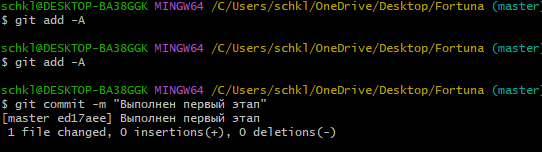 schkl@DESKTOP-BA38GGK MINGW64 /C/Users/schkl/OneDrive/Desktop/Fortuna (master)
$ git add -A
schkl@DESKTOP-BA38GGK MINGW64 /C/Users/schkl/OneDrive/Desktop/Fortuna (master)
$ git add -A
schkl@DESKTOP-BA38GGK MINGW64 /C/Users/schkl/OneDrive/Desktop/Fortuna (master)
$ git commit -m "Выполнен первый этап"
[master ed17aee] Выполнен первый этап
1 file changed, 0 insertions(+), 0 deletions(-)